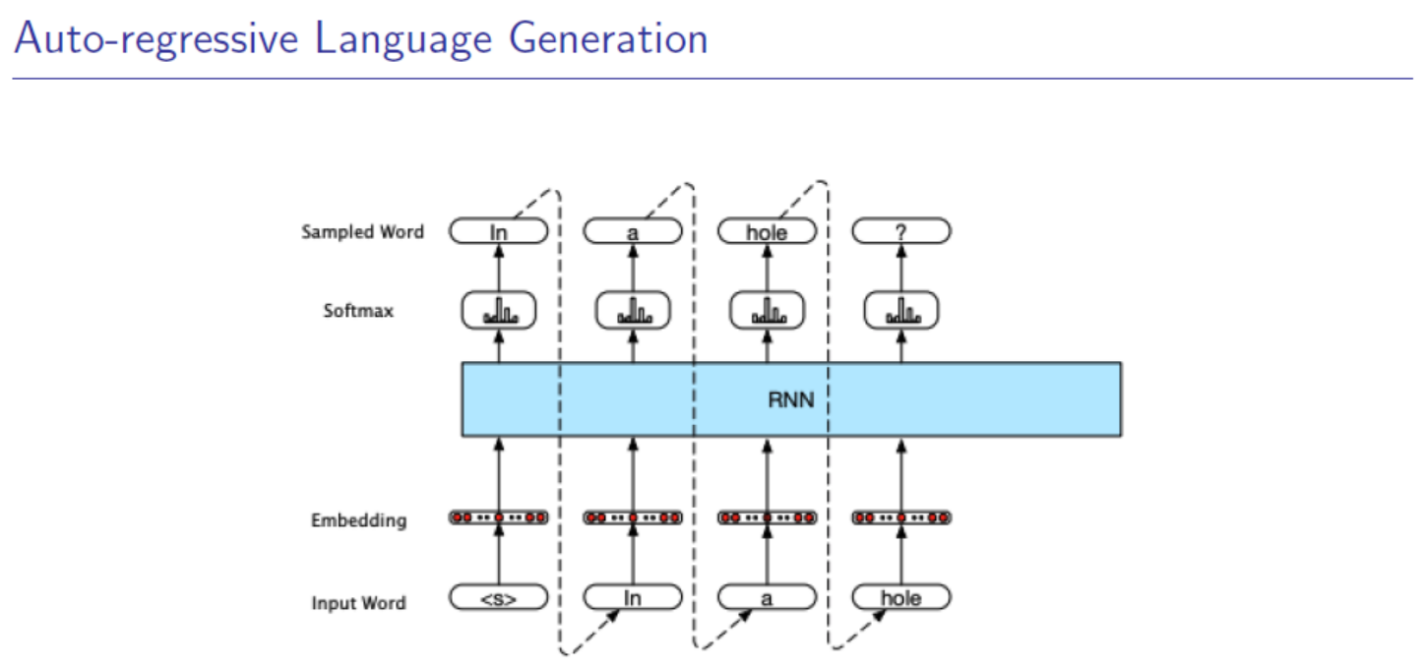 Auto-regressive Language Generation
Sampled Word In a hole ?
Softmax
RNN
Embedding
Input Word <s> In a hole